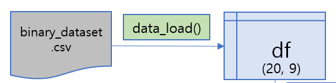 binary_dataset
.csv
data_load()
df
(20, 9)